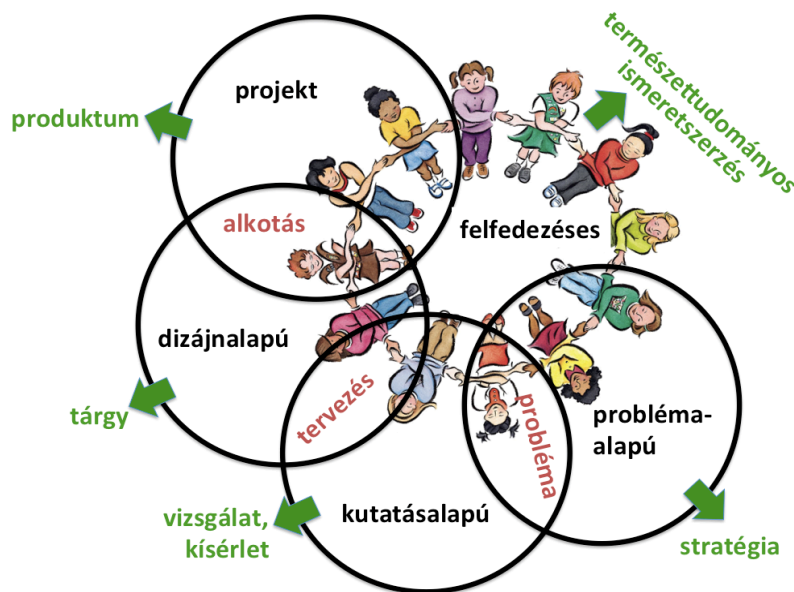 projekt
természettudományos
ismeretszerzés
produktum
alkotás
felfedezéses
dizájnalapú
tervezés
probléma
tárgy
probléma-
alapú
vizsgálat,
kísérlet
kutatásalapú
stratégia